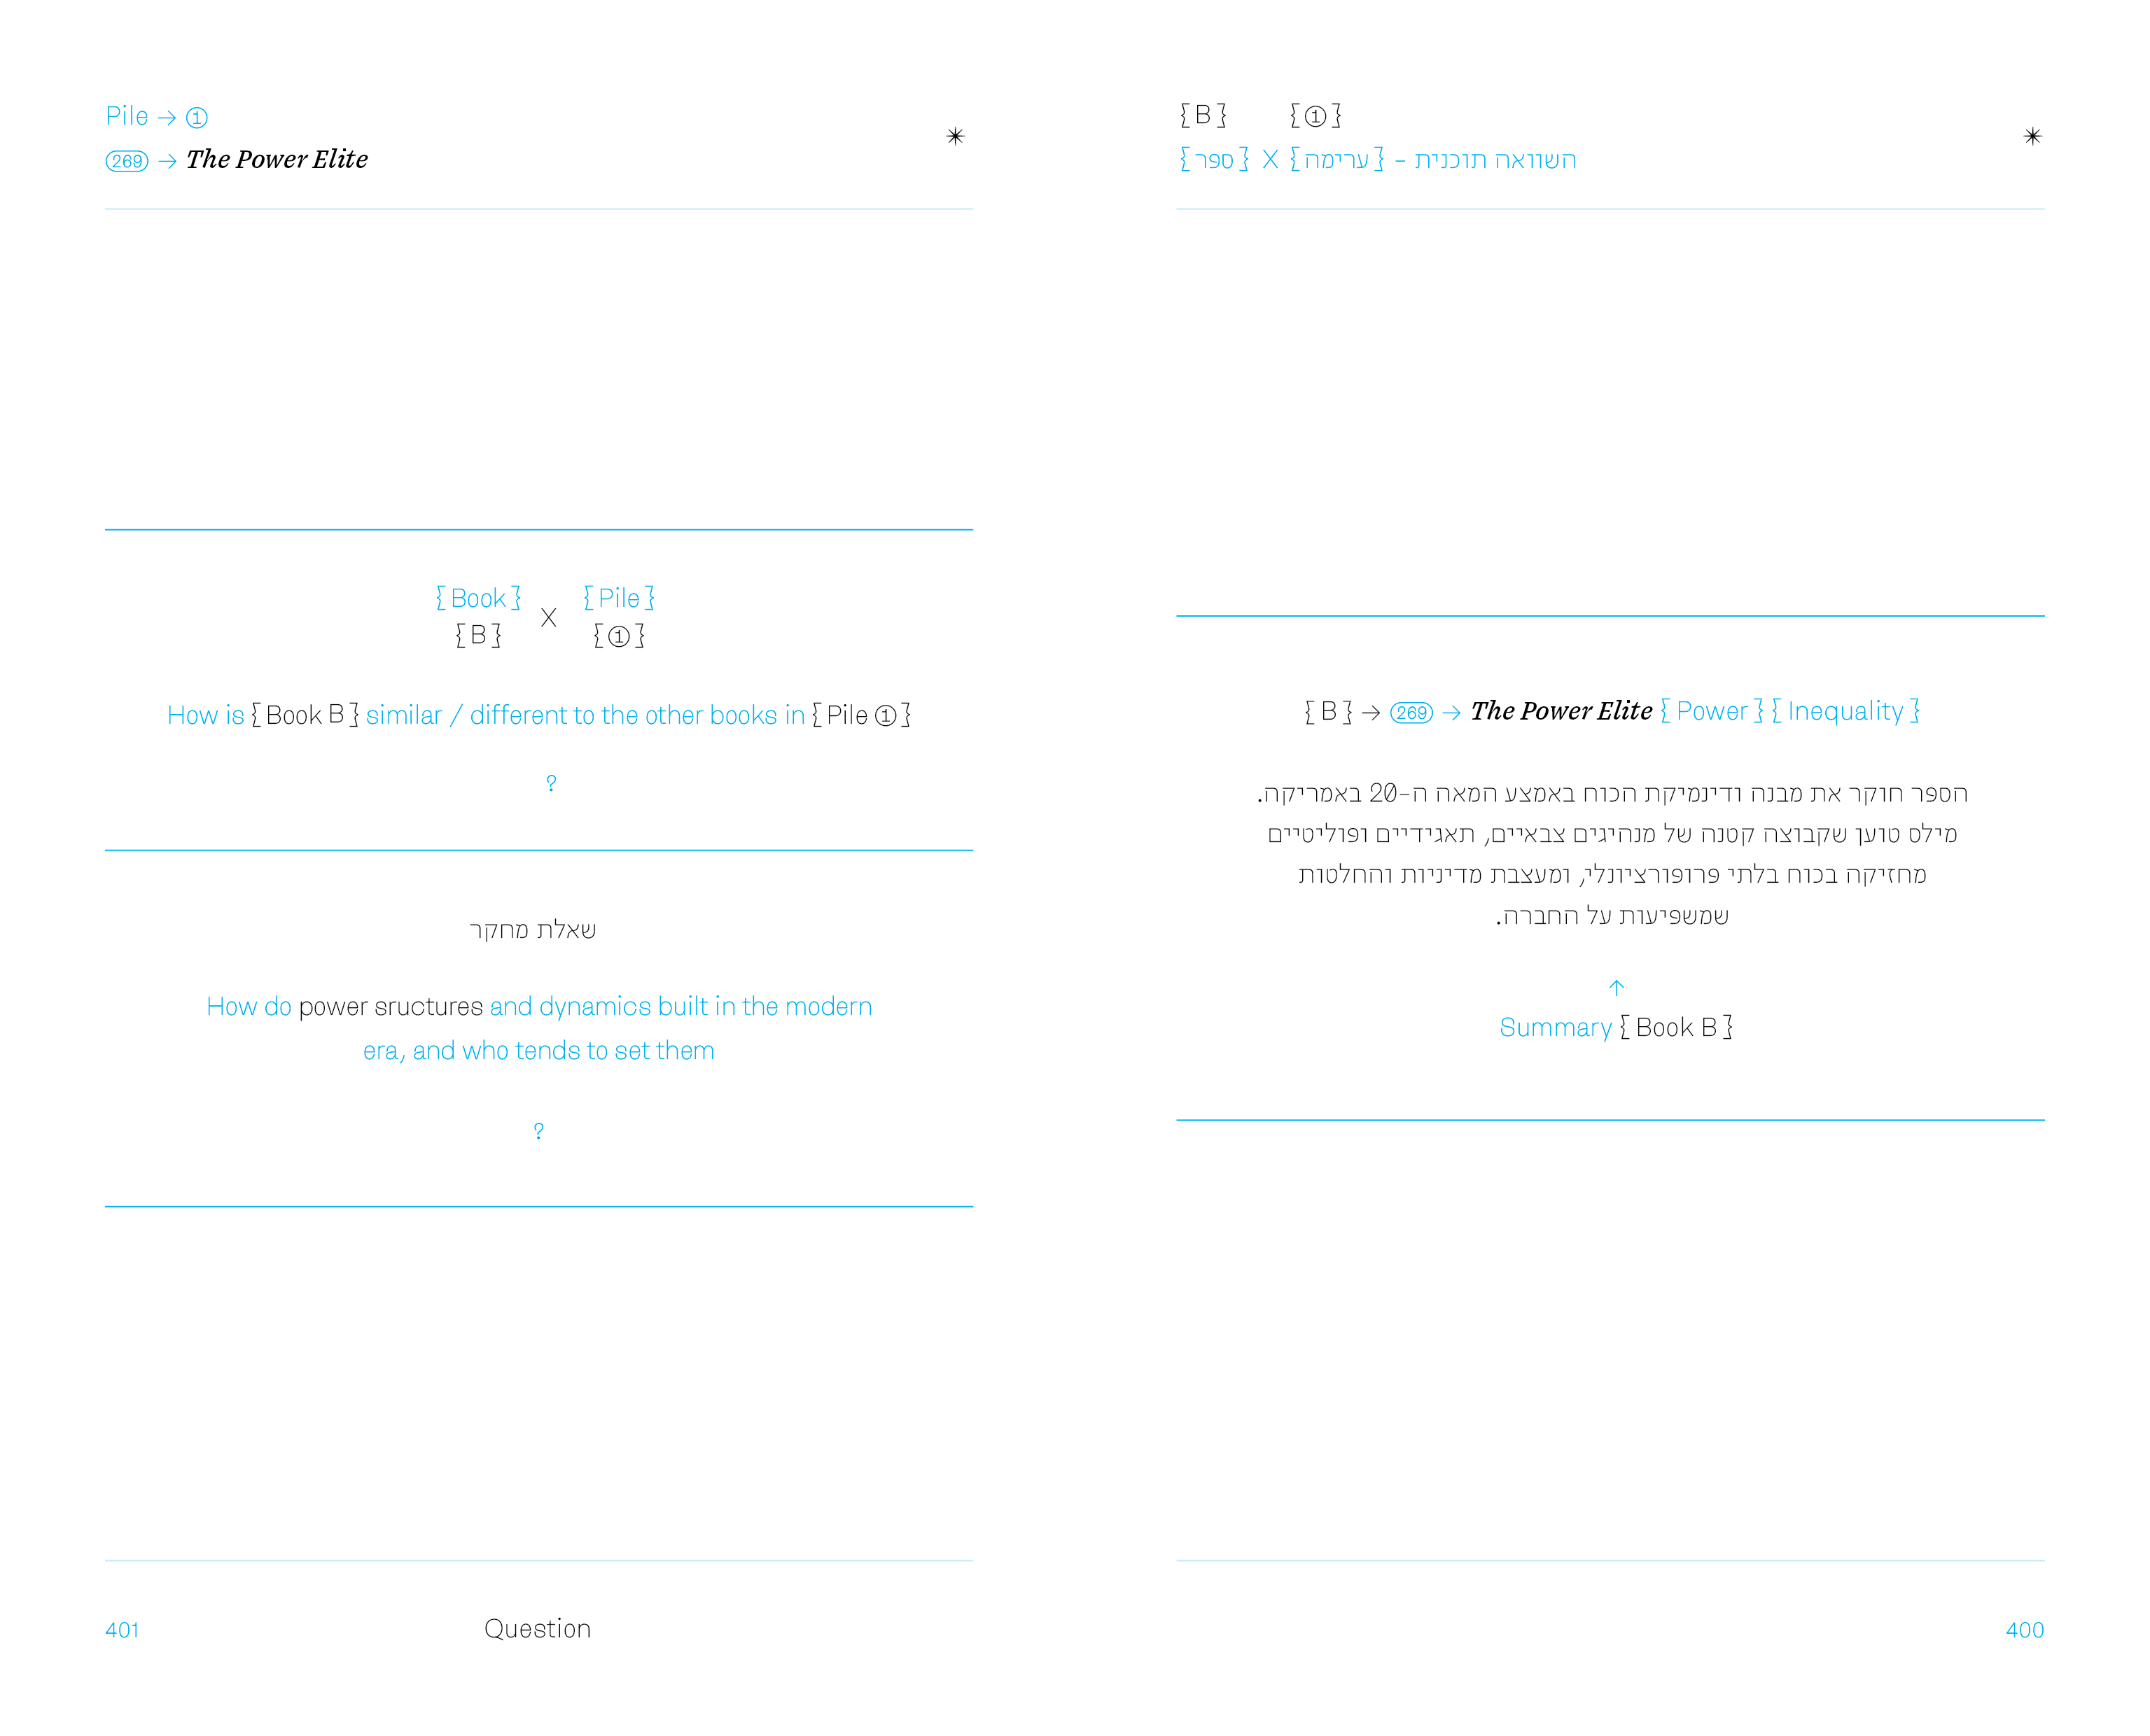 {B} {①}
{ספר} X {ערימה} - השוואה תוכנית
{B} → 269 → The Power Elite {Power} {Inequality}
הספר חוקר את מבנה ודינמיקת הכוח באמצע המאה ה-20 באמריקה.
מילס טוען שקבוצה קטנה של מנהיגים צבאיים, תאגידיים ופוליטיים
מחזיקה בכוח בלתי פרופורציונלי, ומעצבת מדיניות והחלטות
שמשפיעות על החברה.
↑
Summary {Book B}
400
Pile → ①
269 → The Power Elite
{Book} X {Pile}
{B} {①}
How is {Book B} similar / different to the other books in {Pile ①}
?
שאלת מחקר
How do power sructures and dynamics built in the modern
era, and who tends to set them
?
401
Question